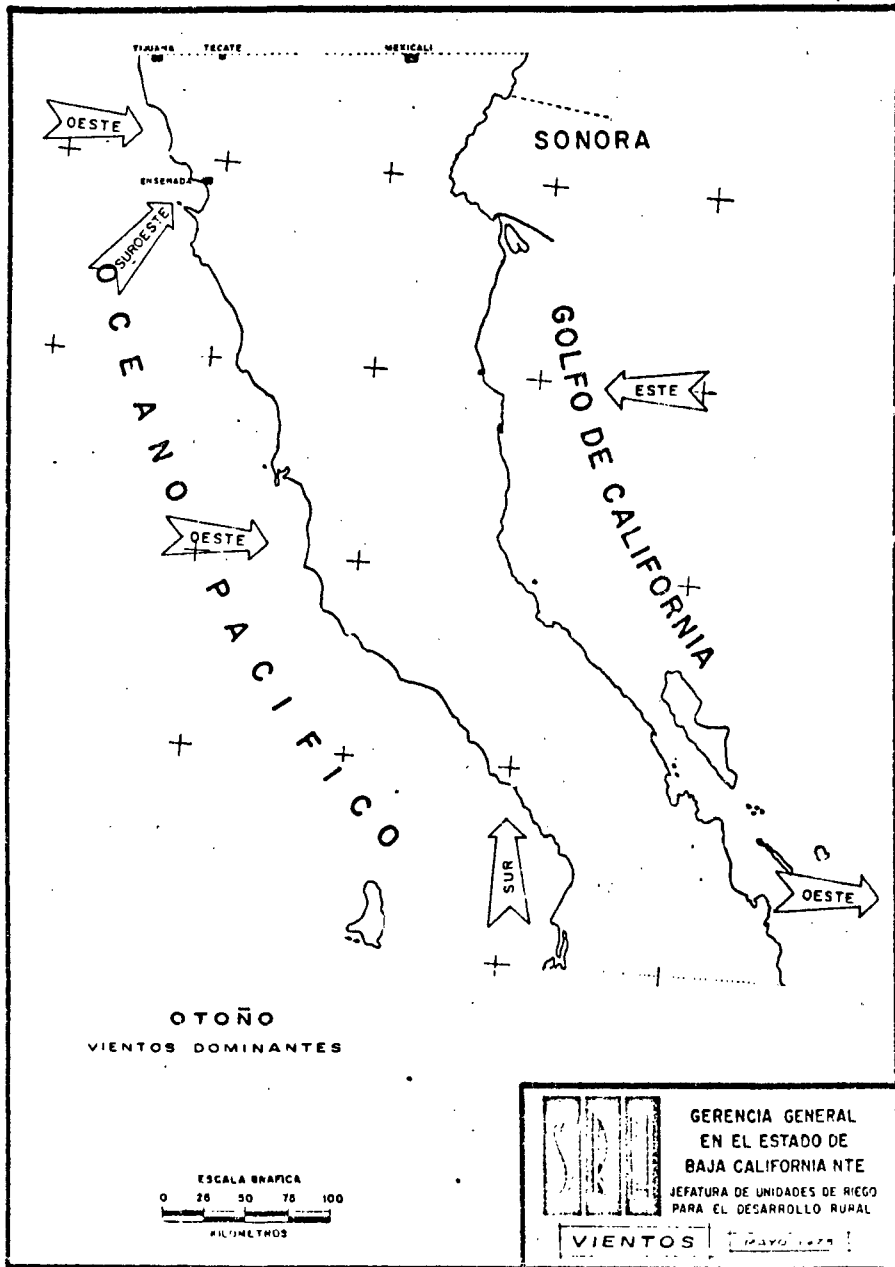 TIJUANA TECATE MEXICALI
OESTE
SONORA
ENSENADA
SUROESTE
OCEANO PACIFICO
GOLFO DE CALIFORNIA
ESTE
OESTE
SUR
OESTE
OTOÑO
VIENTOS DOMINANTES
ESCALA GRAFICA
0 25 50 75 100
KILOMETROS
GERENCIA GENERAL
EN EL ESTADO DE
BAJA CALIFORNIA NTE
JEFATURA DE UNIDADES DE RIEGO
PARA EL DESARROLLO RURAL
VIENTOS
MAYO